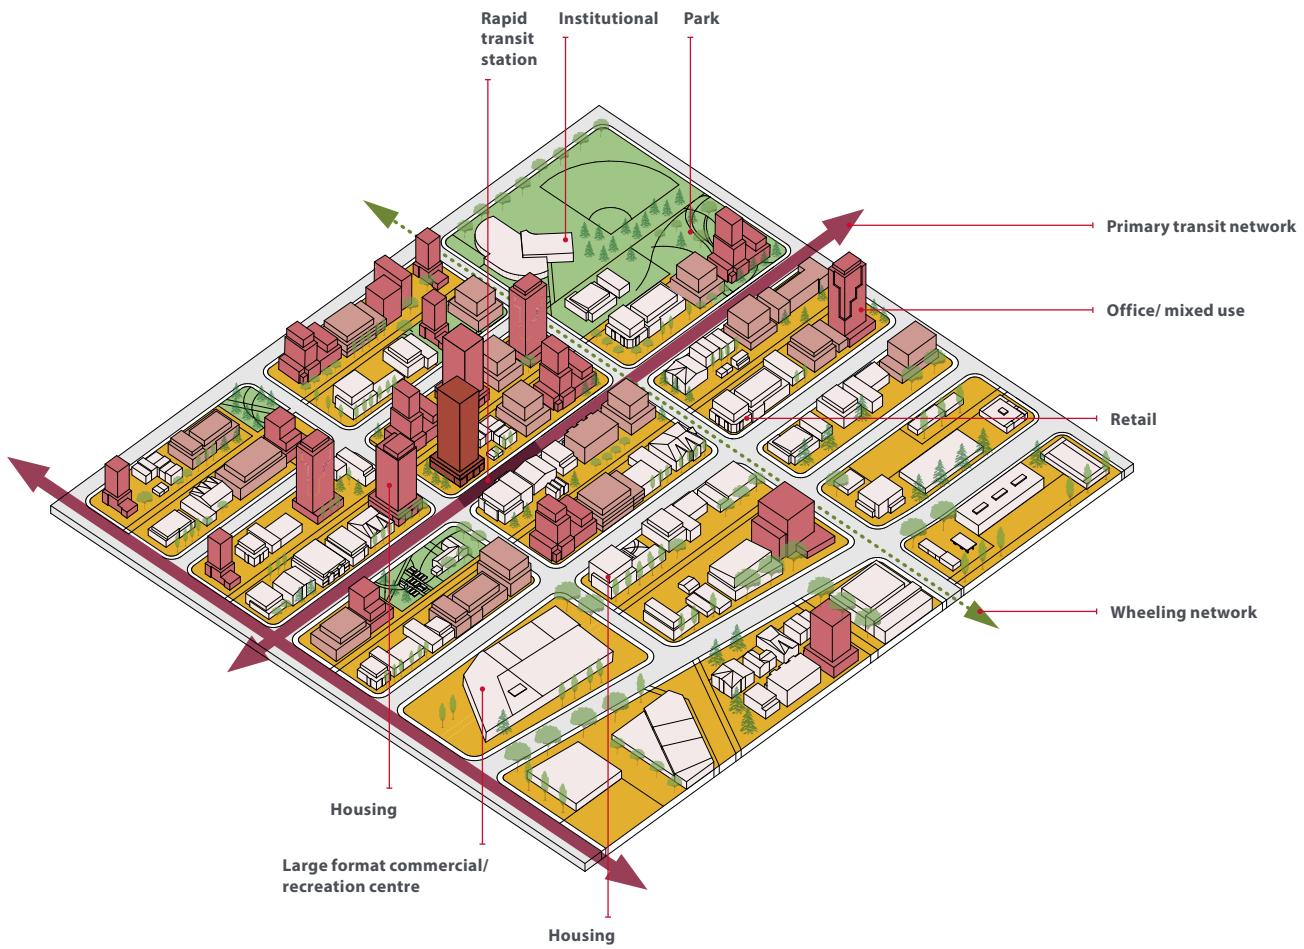 Rapid
transit
station
Institutional
Park
Primary transit network
Office/ mixed use
Retail
Wheeling network
Housing
Large format commercial/
recreation centre
Housing